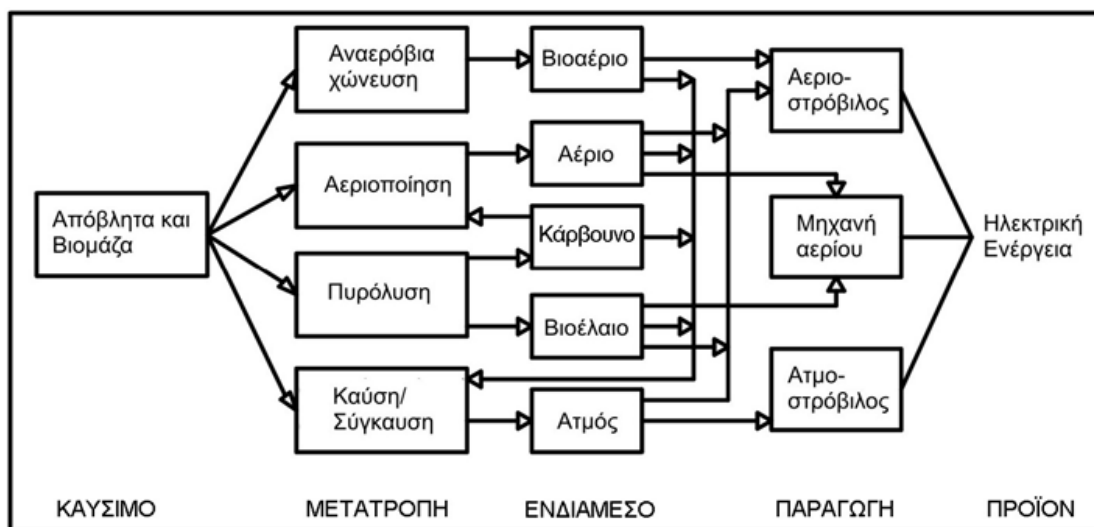 Απόβλητα και
Βιομάζα
Αναερόβια
χώνευση
Αεριοποίηση
Πυρόλυση
Καύση/
Σύγκαυση
Βιοαέριο
Αέριο
Κάρβουνο
Βιοέλαιο
Ατμός
Αεριο-
στρόβιλος
Μηχανή
αερίου
Ατμο-
στρόβιλος
Ηλεκτρική
Ενέργεια
ΚΑΥΣΙΜΟ
ΜΕΤΑΤΡΟΠΗ
ΕΝΔΙΑΜΕΣΟ
ΠΑΡΑΓΩΓΗ
ΠΡΟΪΟΝ